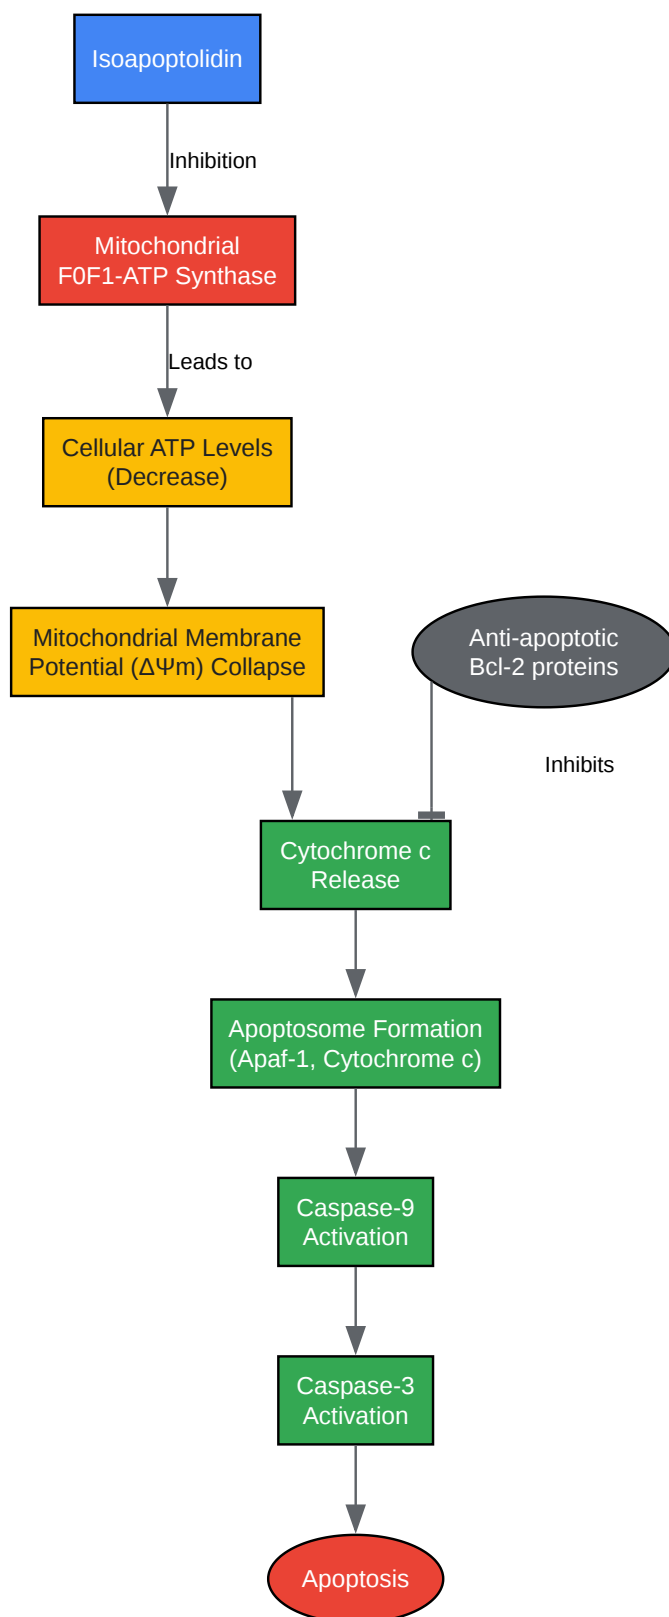 Isoapoptolidin
Inhibition
Mitochondrial
F0F1-ATP Synthase
Leads to
Cellular ATP Levels
(Decrease)
Mitochondrial Membrane
Potential (ΔΨm) Collapse
Anti-apoptotic
Bcl-2 proteins
Inhibits
Cytochrome c
Release
Apoptosome Formation
(Apaf-1, Cytochrome c)
Caspase-9
Activation
Caspase-3
Activation
Apoptosis